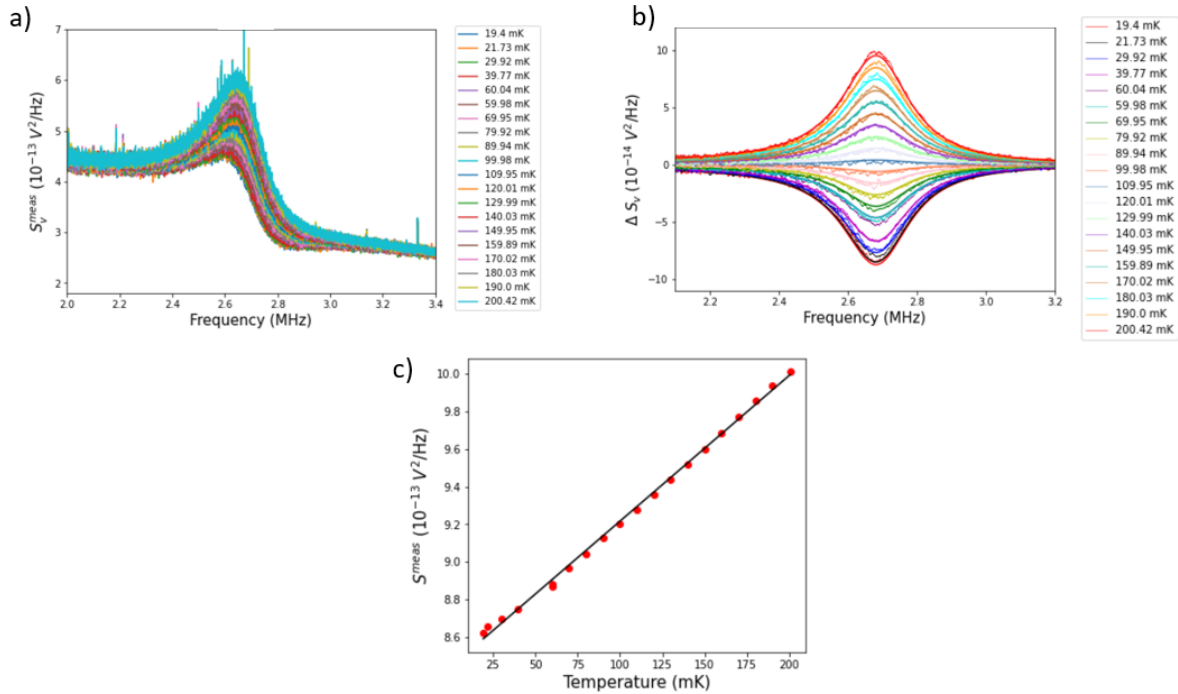 a)
7
6
5
4
3
2
2.0 2.2 2.4 2.6 2.8 3.0 3.2 3.4
Frequency (MHz)
S_v^meas (10^-13 V^2/Hz)
19.4 mK
21.73 mK
29.92 mK
39.77 mK
60.04 mK
59.98 mK
69.95 mK
79.92 mK
89.94 mK
99.98 mK
109.95 mK
120.01 mK
129.99 mK
140.03 mK
149.95 mK
159.89 mK
170.02 mK
180.03 mK
190.0 mK
200.42 mK
b)
10
5
0
−5
−10
2.2 2.4 2.6 2.8 3.0 3.2
Frequency (MHz)
Δ S_v (10^-14 V^2/Hz)
19.4 mK
21.73 mK
29.92 mK
39.77 mK
60.04 mK
59.98 mK
69.95 mK
79.92 mK
89.94 mK
99.98 mK
109.95 mK
120.01 mK
129.99 mK
140.03 mK
149.95 mK
159.89 mK
170.02 mK
180.03 mK
190.0 mK
200.42 mK
c)
10.0
9.8
9.6
9.4
9.2
9.0
8.8
8.6
25 50 75 100 125 150 175 200
Temperature (mK)
S^meas (10^-13 V^2/Hz)